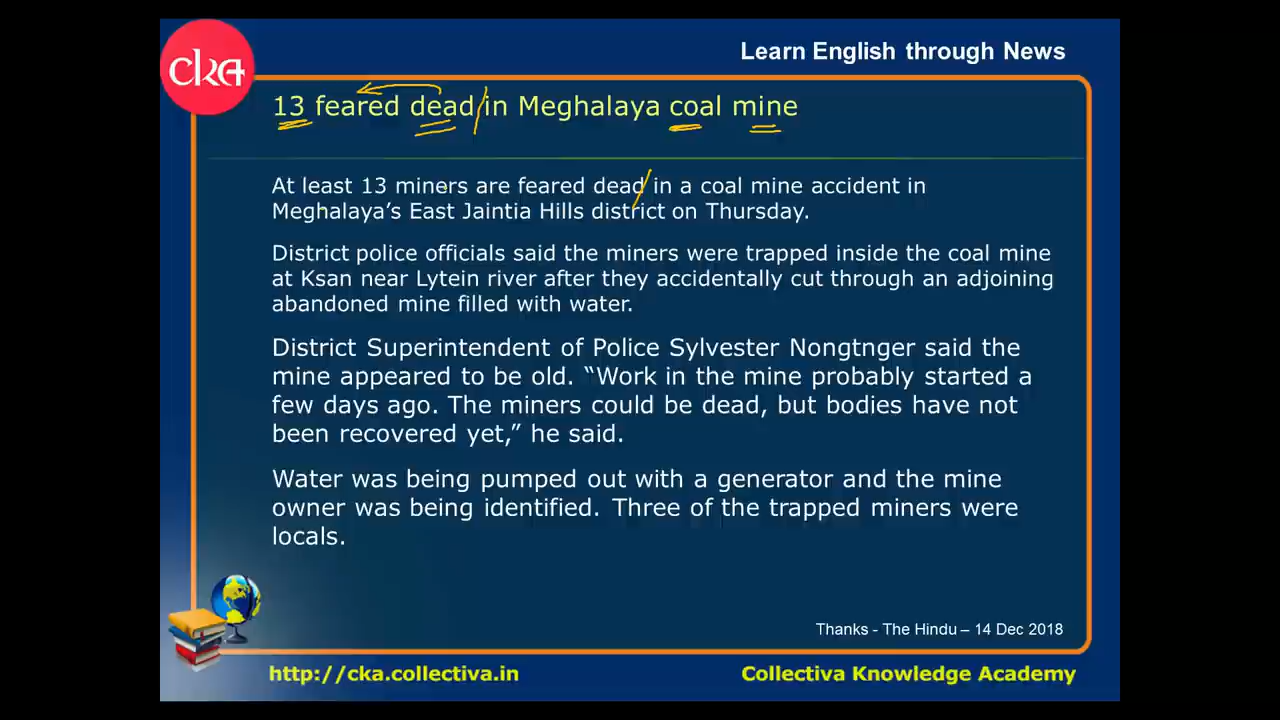 cka
Learn English through News
13 feared dead in Meghalaya coal mine
At least 13 miners are feared dead in a coal mine accident in
Meghalaya’s East Jaintia Hills district on Thursday.
District police officials said the miners were trapped inside the coal mine
at Ksan near Lytein river after they accidentally cut through an adjoining
abandoned mine filled with water.
District Superintendent of Police Sylvester Nongtnger said the
mine appeared to be old. “Work in the mine probably started a
few days ago. The miners could be dead, but bodies have not
been recovered yet,” he said.
Water was being pumped out with a generator and the mine
owner was being identified. Three of the trapped miners were
locals.
Thanks - The Hindu – 14 Dec 2018
http://cka.collectiva.in
Collectiva Knowledge Academy